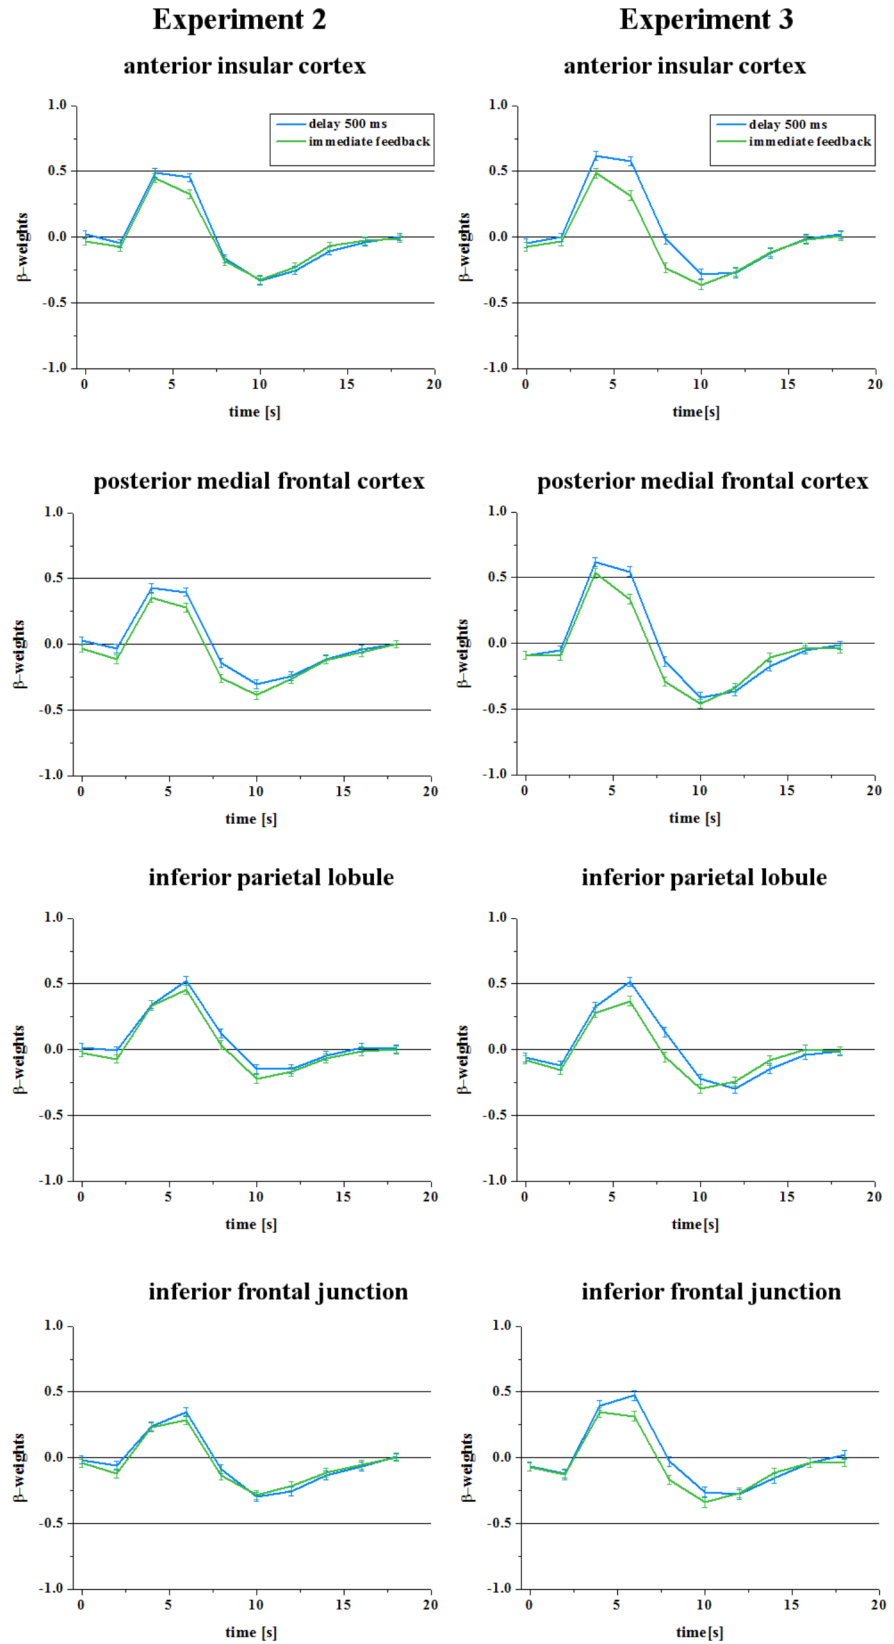 Experiment 2 Experiment 3
anterior insular cortex anterior insular cortex
1.0 1.0
delay 500 ms delay 500 ms
immediate feedback immediate feedback
0.5 0.5
β–weights β–weights
0.0 0.0
-0.5 -0.5
-1.0 -1.0
0 5 10 15 20 0 5 10 15 20
time [s] time[s]
posterior medial frontal cortex posterior medial frontal cortex
1.0 1.0
0.5 0.5
β–weights β–weights
0.0 0.0
-0.5 -0.5
-1.0 -1.0
0 5 10 15 20 0 5 10 15 20
time [s] time [s]
inferior parietal lobule inferior parietal lobule
1.0 1.0
0.5 0.5
β–weights β–weights
0.0 0.0
-0.5 -0.5
-1.0 -1.0
0 5 10 15 20 0 5 10 15 20
time [s] time[s]
inferior frontal junction inferior frontal junction
1.0 1.0
0.5 0.5
β–weights β–weights
0.0 0.0
-0.5 -0.5
-1.0 -1.0
0 5 10 15 20 0 5 10 15 20
time [s] time[s]